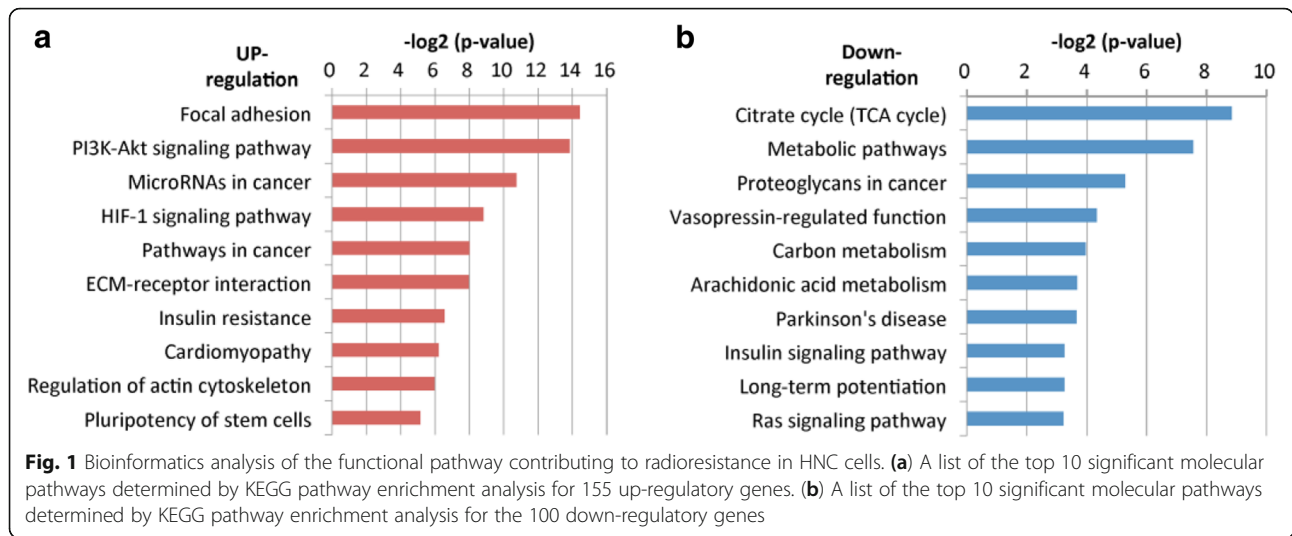 a
UP-
regulation
-log2 (p-value)
0 2 4 6 8 10 12 14 16
Focal adhesion
PI3K-Akt signaling pathway
MicroRNAs in cancer
HIF-1 signaling pathway
Pathways in cancer
ECM-receptor interaction
Insulin resistance
Cardiomyopathy
Regulation of actin cytoskeleton
Pluripotency of stem cells
b
Down-
regulation
-log2 (p-value)
0 2 4 6 8 10
Citrate cycle (TCA cycle)
Metabolic pathways
Proteoglycans in cancer
Vasopressin-regulated function
Carbon metabolism
Arachidonic acid metabolism
Parkinson's disease
Insulin signaling pathway
Long-term potentiation
Ras signaling pathway
Fig. 1 Bioinformatics analysis of the functional pathway contributing to radioresistance in HNC cells. (a) A list of the top 10 significant molecular
pathways determined by KEGG pathway enrichment analysis for 155 up-regulatory genes. (b) A list of the top 10 significant molecular pathways
determined by KEGG pathway enrichment analysis for the 100 down-regulatory genes